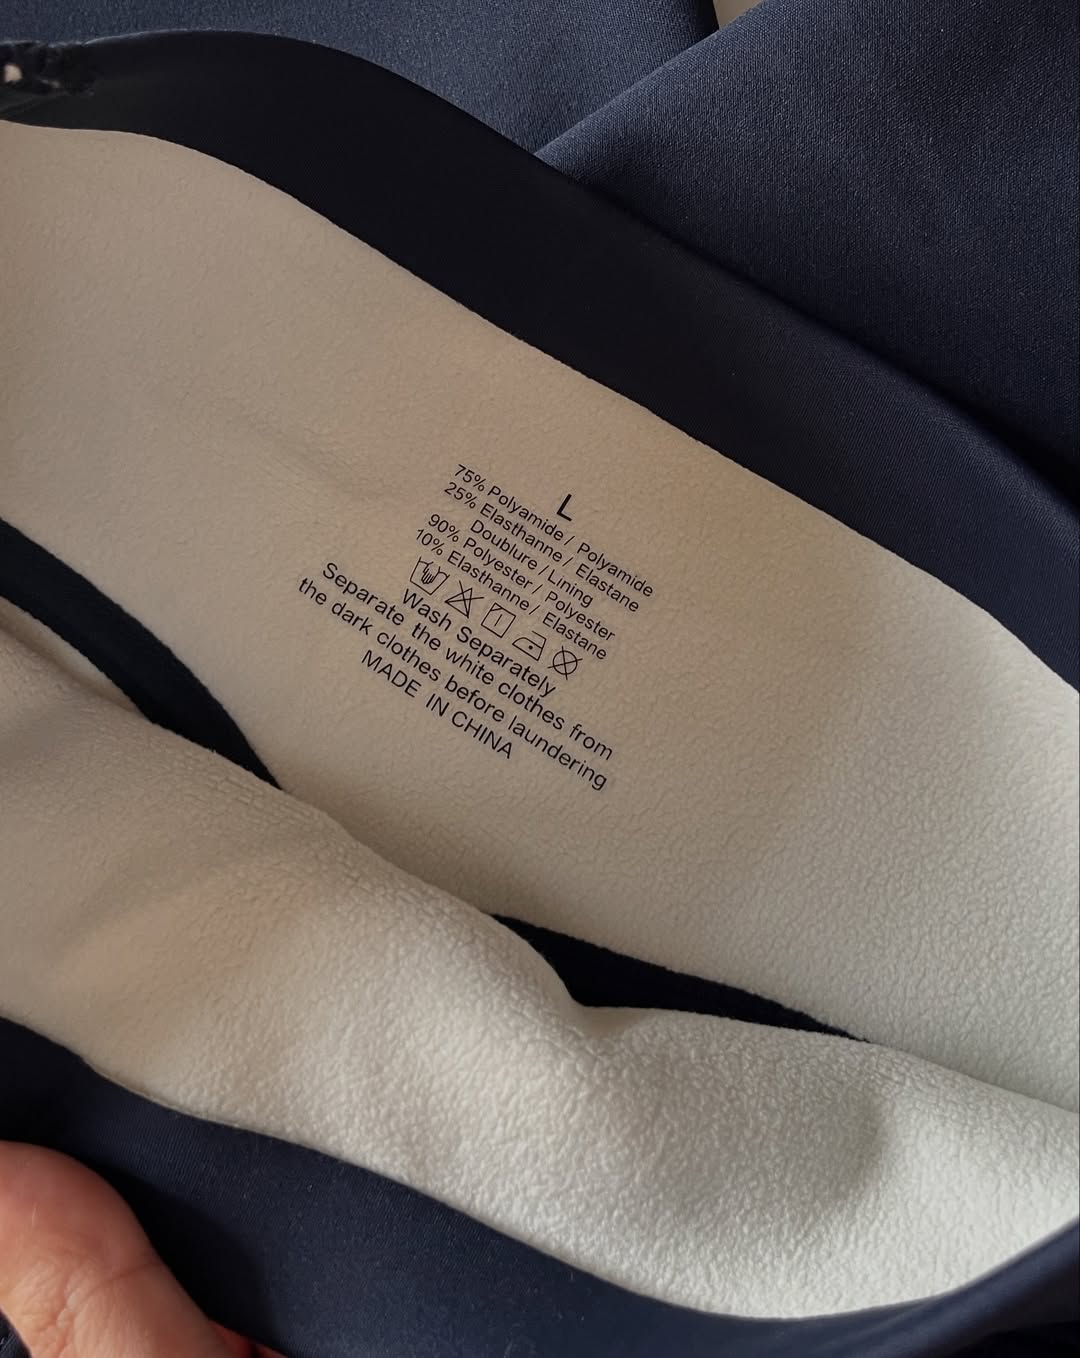 L
75% Polyamide / Polyamide
25% Elasthanne / Elastane
Doublure / Lining
90% Polyester / Polyester
10% Elasthanne / Elastane
Wash Separately
Separate the white clothes from
the dark clothes before laundering
MADE IN CHINA